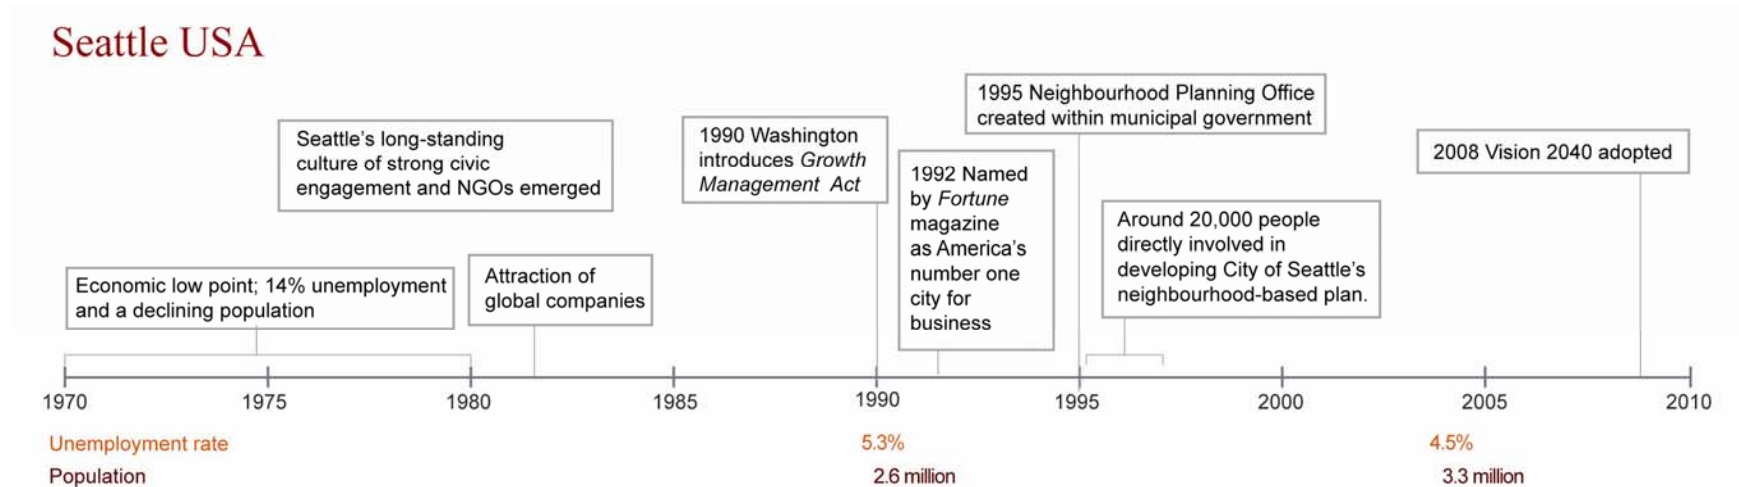 Seattle USA
Seattle's long-standing
culture of strong civic
engagement and NGOs emerged
1990 Washington
introduces Growth
Management Act
1995 Neighbourhood Planning Office
created within municipal government
2008 Vision 2040 adopted
1992 Named
by Fortune
magazine
as America's
number one
city for
business
Around 20,000 people
directly involved in
developing City of Seattle's
neighbourhood-based plan.
Economic low point; 14% unemployment
and a declining population
Attraction of
global companies
1970 1975 1980 1985 1990 1995 2000 2005 2010
Unemployment rate 5.3% 4.5%
Population 2.6 million 3.3 million